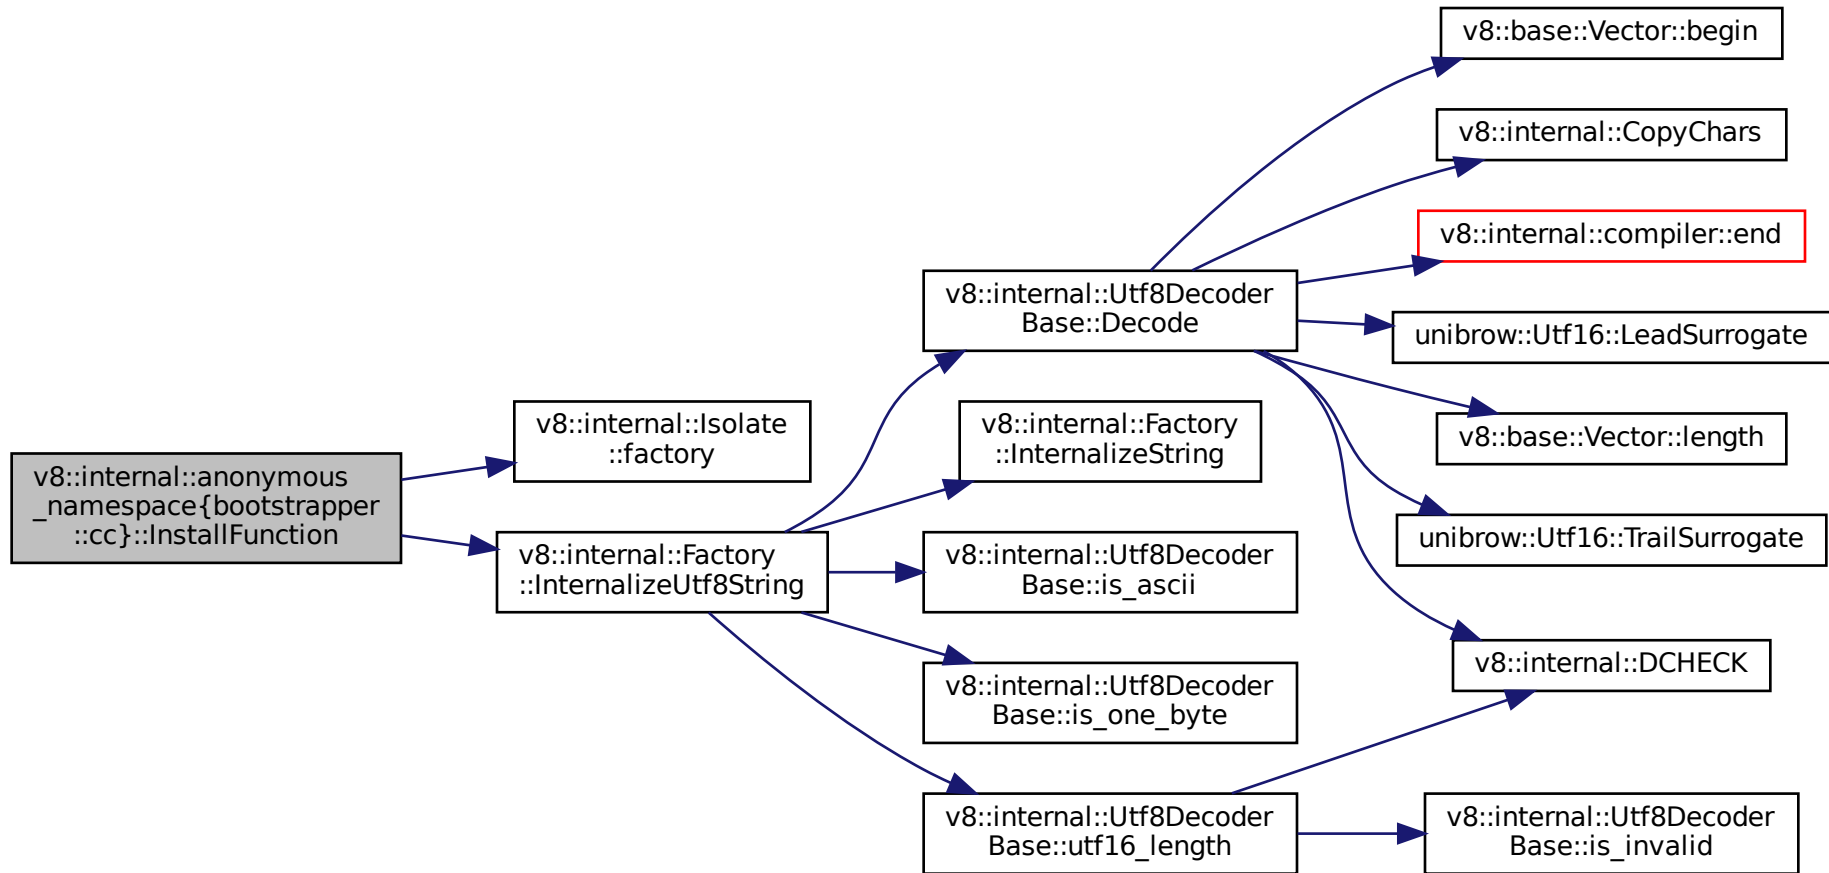 v8::internal::anonymous
_namespace{bootstrapper
::cc}::InstallFunction
v8::internal::Isolate
::factory
v8::internal::Factory
::InternalizeUtf8String
v8::internal::Utf8Decoder
Base::Decode
v8::internal::Factory
::InternalizeString
v8::internal::Utf8Decoder
Base::is_ascii
v8::internal::Utf8Decoder
Base::is_one_byte
v8::internal::Utf8Decoder
Base::utf16_length
v8::base::Vector::begin
v8::internal::CopyChars
v8::internal::compiler::end
unibrow::Utf16::LeadSurrogate
v8::base::Vector::length
unibrow::Utf16::TrailSurrogate
v8::internal::DCHECK
v8::internal::Utf8Decoder
Base::is_invalid